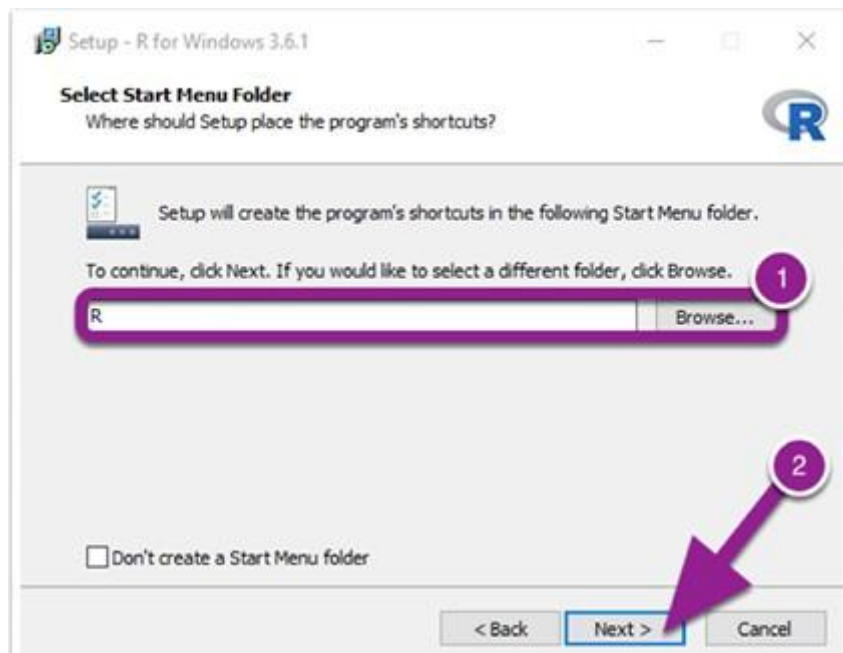 Setup - R for Windows 3.6.1
Select Start Menu Folder
Where should Setup place the program's shortcuts?
R
Setup will create the program's shortcuts in the following Start Menu folder.
To continue, click Next. If you would like to select a different folder, click Browse.
1
R
Browse...
2
Don't create a Start Menu folder
< Back
Next >
Cancel